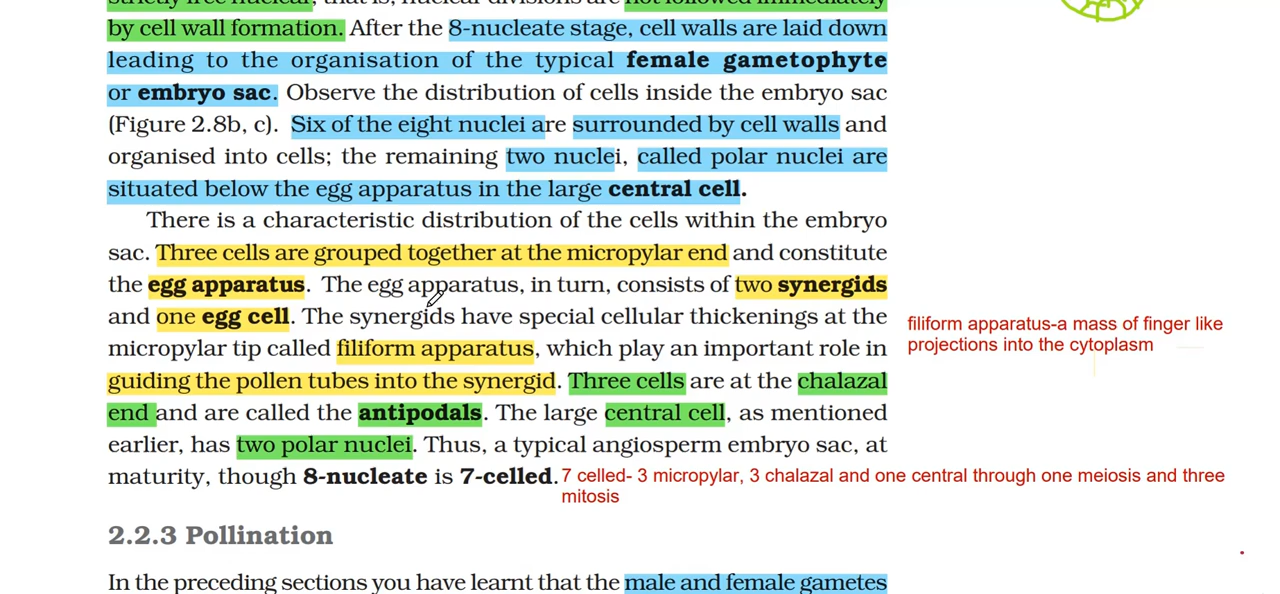 strictly free nuclear, that is, nuclear divisions are not followed immediately
by cell wall formation. After the 8-nucleate stage, cell walls are laid down
leading to the organisation of the typical female gametophyte
or embryo sac. Observe the distribution of cells inside the embryo sac
(Figure 2.8b, c). Six of the eight nuclei are surrounded by cell walls and
organised into cells; the remaining two nuclei, called polar nuclei are
situated below the egg apparatus in the large central cell.
There is a characteristic distribution of the cells within the embryo
sac. Three cells are grouped together at the micropylar end and constitute
the egg apparatus. The egg apparatus, in turn, consists of two synergids
and one egg cell. The synergids have special cellular thickenings at the
micropylar tip called filiform apparatus, which play an important role in
guiding the pollen tubes into the synergid. Three cells are at the chalazal
end and are called the antipodals. The large central cell, as mentioned
earlier, has two polar nuclei. Thus, a typical angiosperm embryo sac, at
maturity, though 8-nucleate is 7-celled.
filiform apparatus-a mass of finger like
projections into the cytoplasm
7 celled- 3 micropylar, 3 chalazal and one central through one meiosis and three
mitosis
2.2.3 Pollination
In the preceding sections you have learnt that the male and female gametes